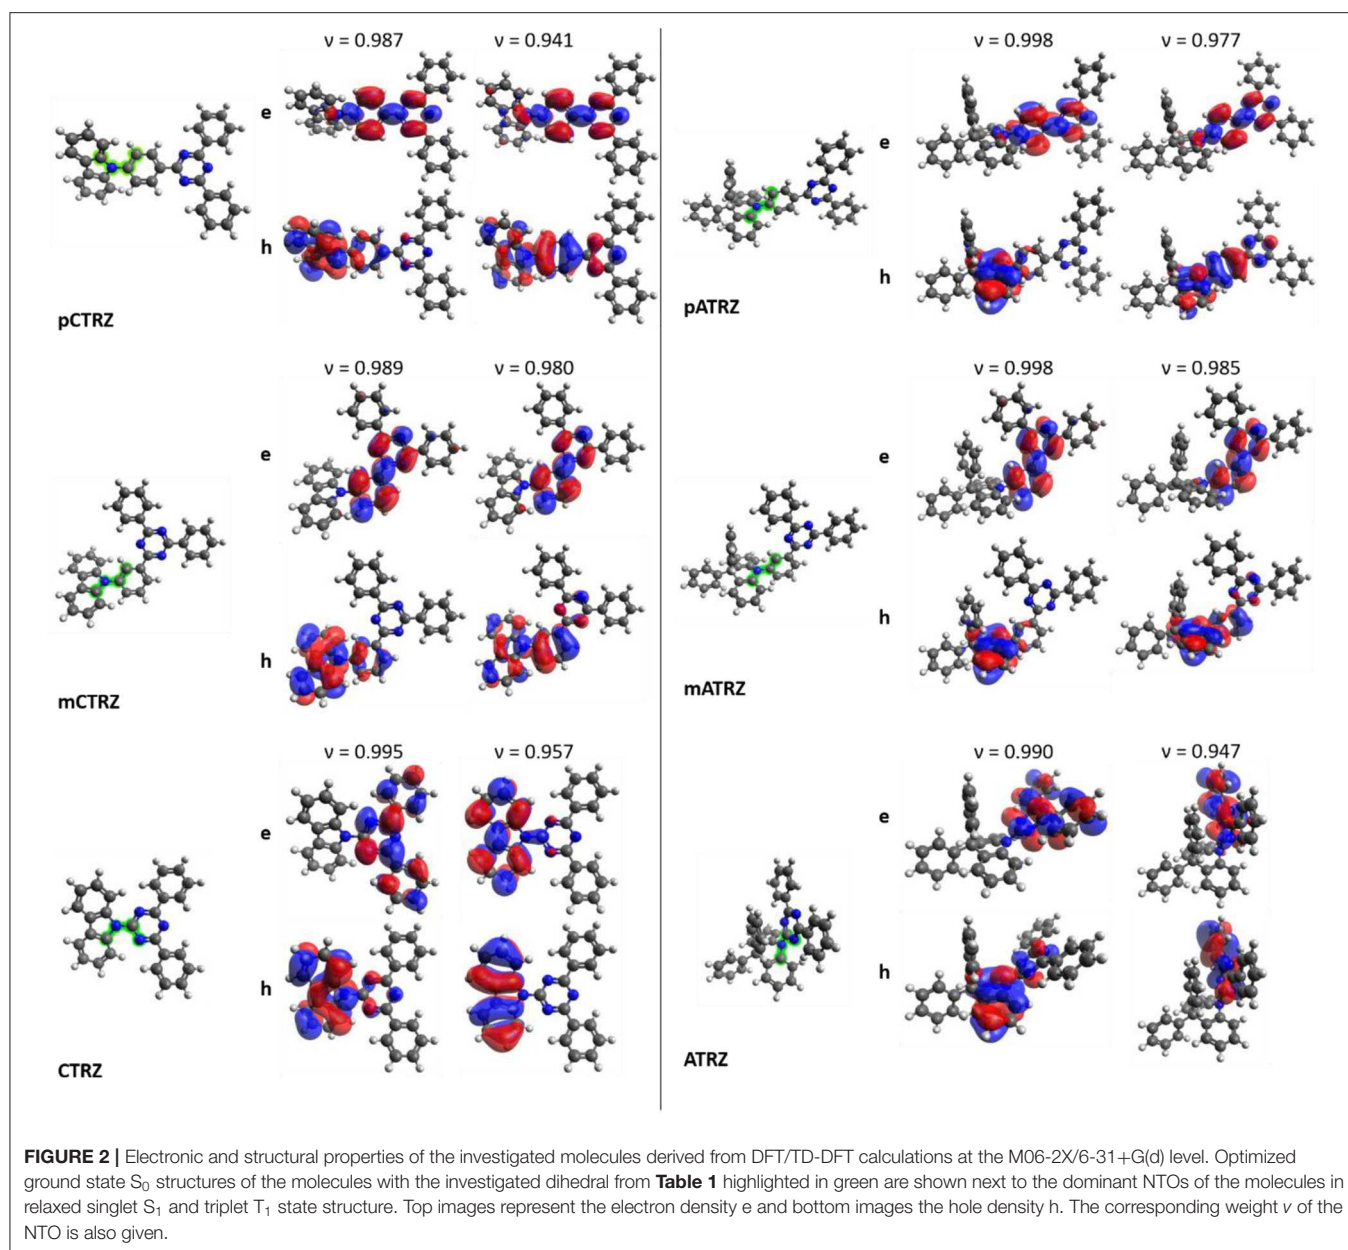 ν = 0.987 ν = 0.941
e
h
pCTRZ
ν = 0.998 ν = 0.977
e
h
pATRZ
ν = 0.989 ν = 0.980
e
h
mCTRZ
ν = 0.998 ν = 0.985
e
h
mATRZ
ν = 0.995 ν = 0.957
e
h
CTRZ
ν = 0.990 ν = 0.947
e
h
ATRZ
FIGURE 2 | Electronic and structural properties of the investigated molecules derived from DFT/TD-DFT calculations at the M06-2X/6-31+G(d) level. Optimized
ground state S0 structures of the molecules with the investigated dihedral from Table 1 highlighted in green are shown next to the dominant NTOs of the molecules in
relaxed singlet S1 and triplet T1 state structure. Top images represent the electron density e and bottom images the hole density h. The corresponding weight v of the
NTO is also given.